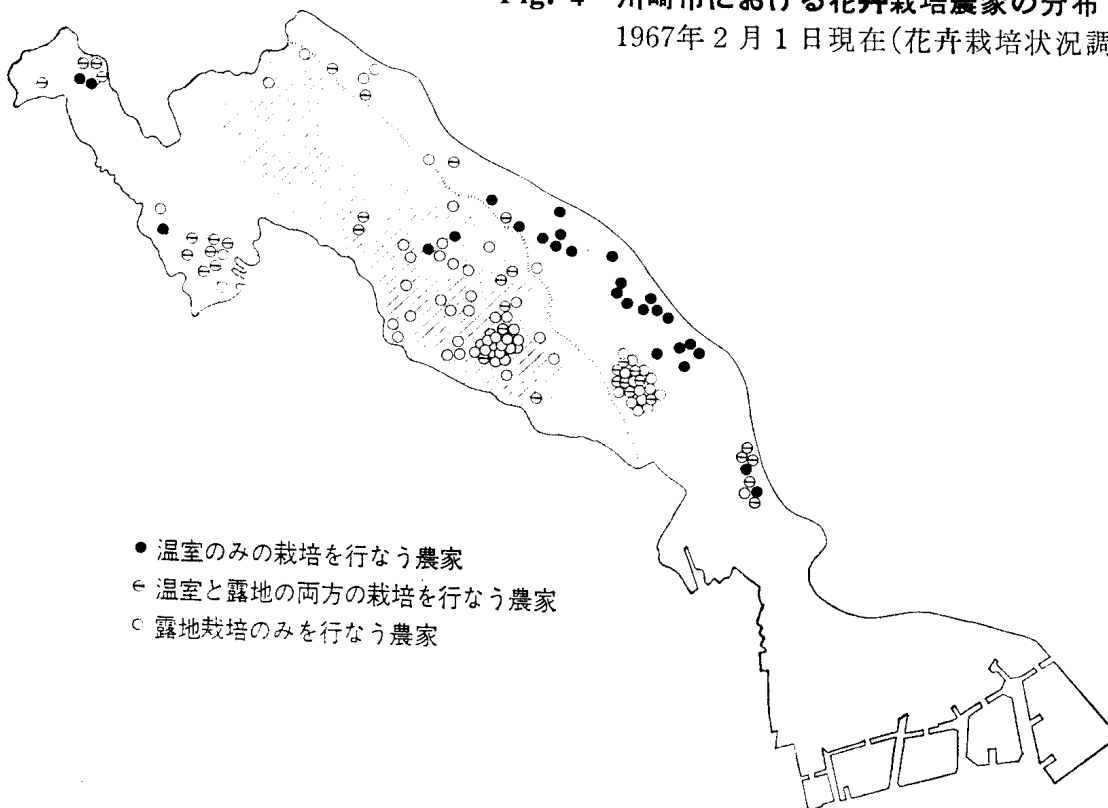 Fig. 4 川崎市における花卉栽培農家の分布
1967年2月1日現在(花卉栽培状況調
温室のみの栽培を行なう農家
温室と露地の両方の栽培を行なう農家
露地栽培のみを行なう農家